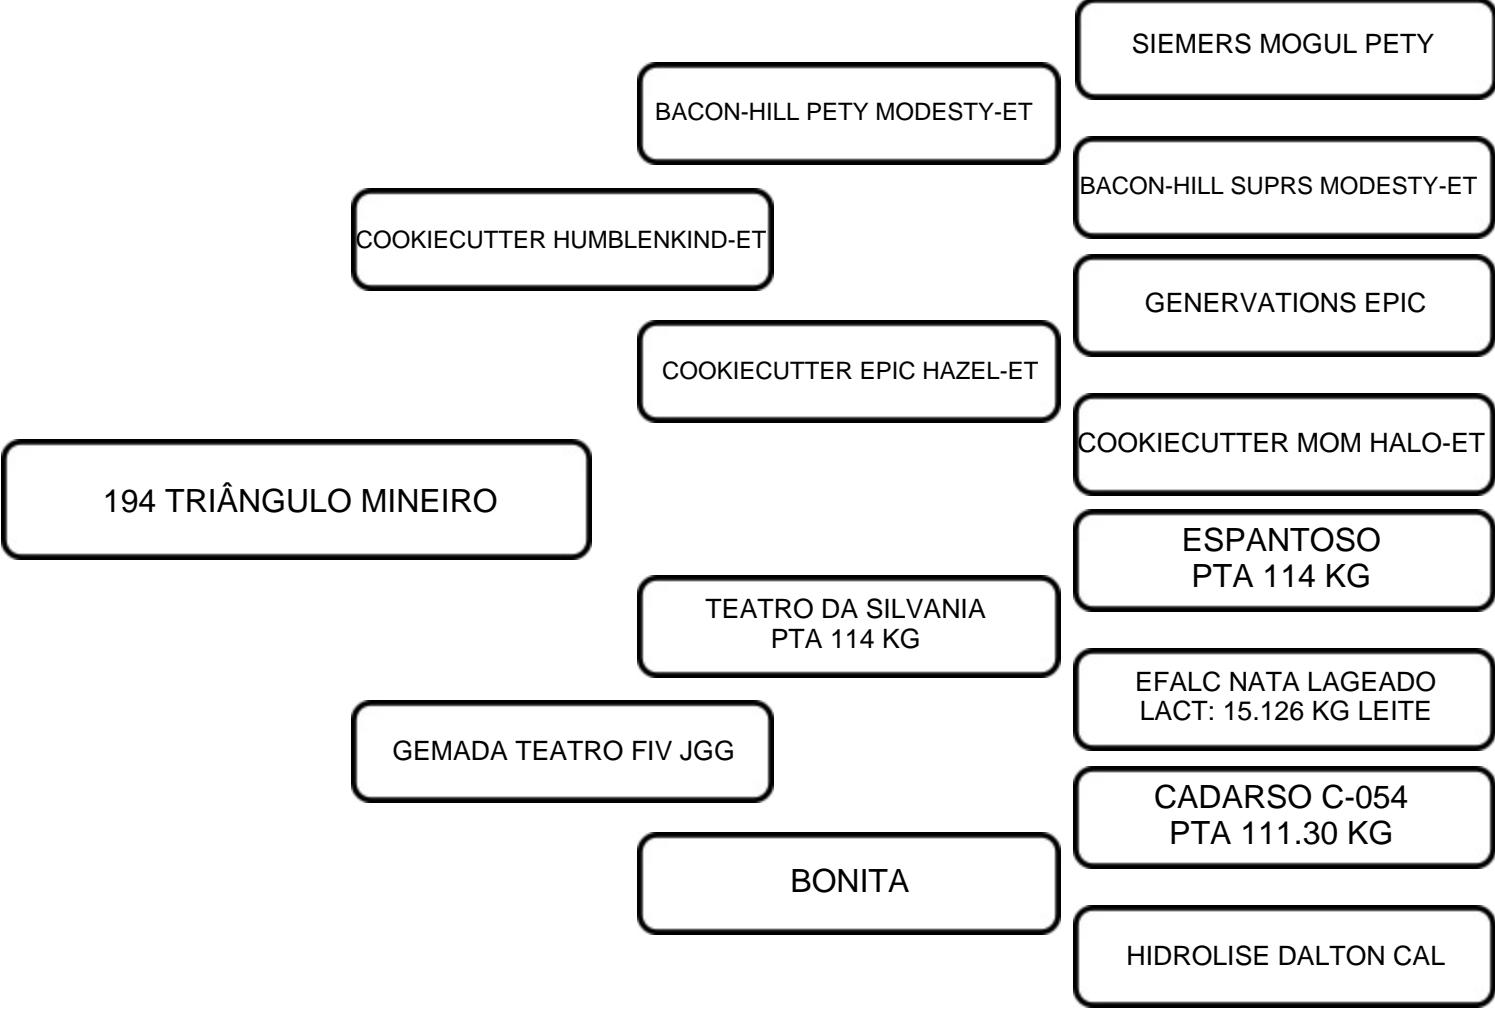 SIEMERS MOGUL PETY
BACON-HILL PETY MODESTY-ET
BACON-HILL SUPRS MODESTY-ET
COOKIECUTTER HUMBLENKIND-ET
GENERVATIONS EPIC
COOKIECUTTER EPIC HAZEL-ET
COOKIECUTTER MOM HALO-ET
194 TRIÂNGULO MINEIRO
ESPANTOSO
PTA 114 KG
TEATRO DA SILVANIA
PTA 114 KG
EFALC NATA LAGEADO
LACT: 15.126 KG LEITE
GEMADA TEATRO FIV JGG
CADARSO C-054
PTA 111.30 KG
BONITA
HIDROLISE DALTON CAL